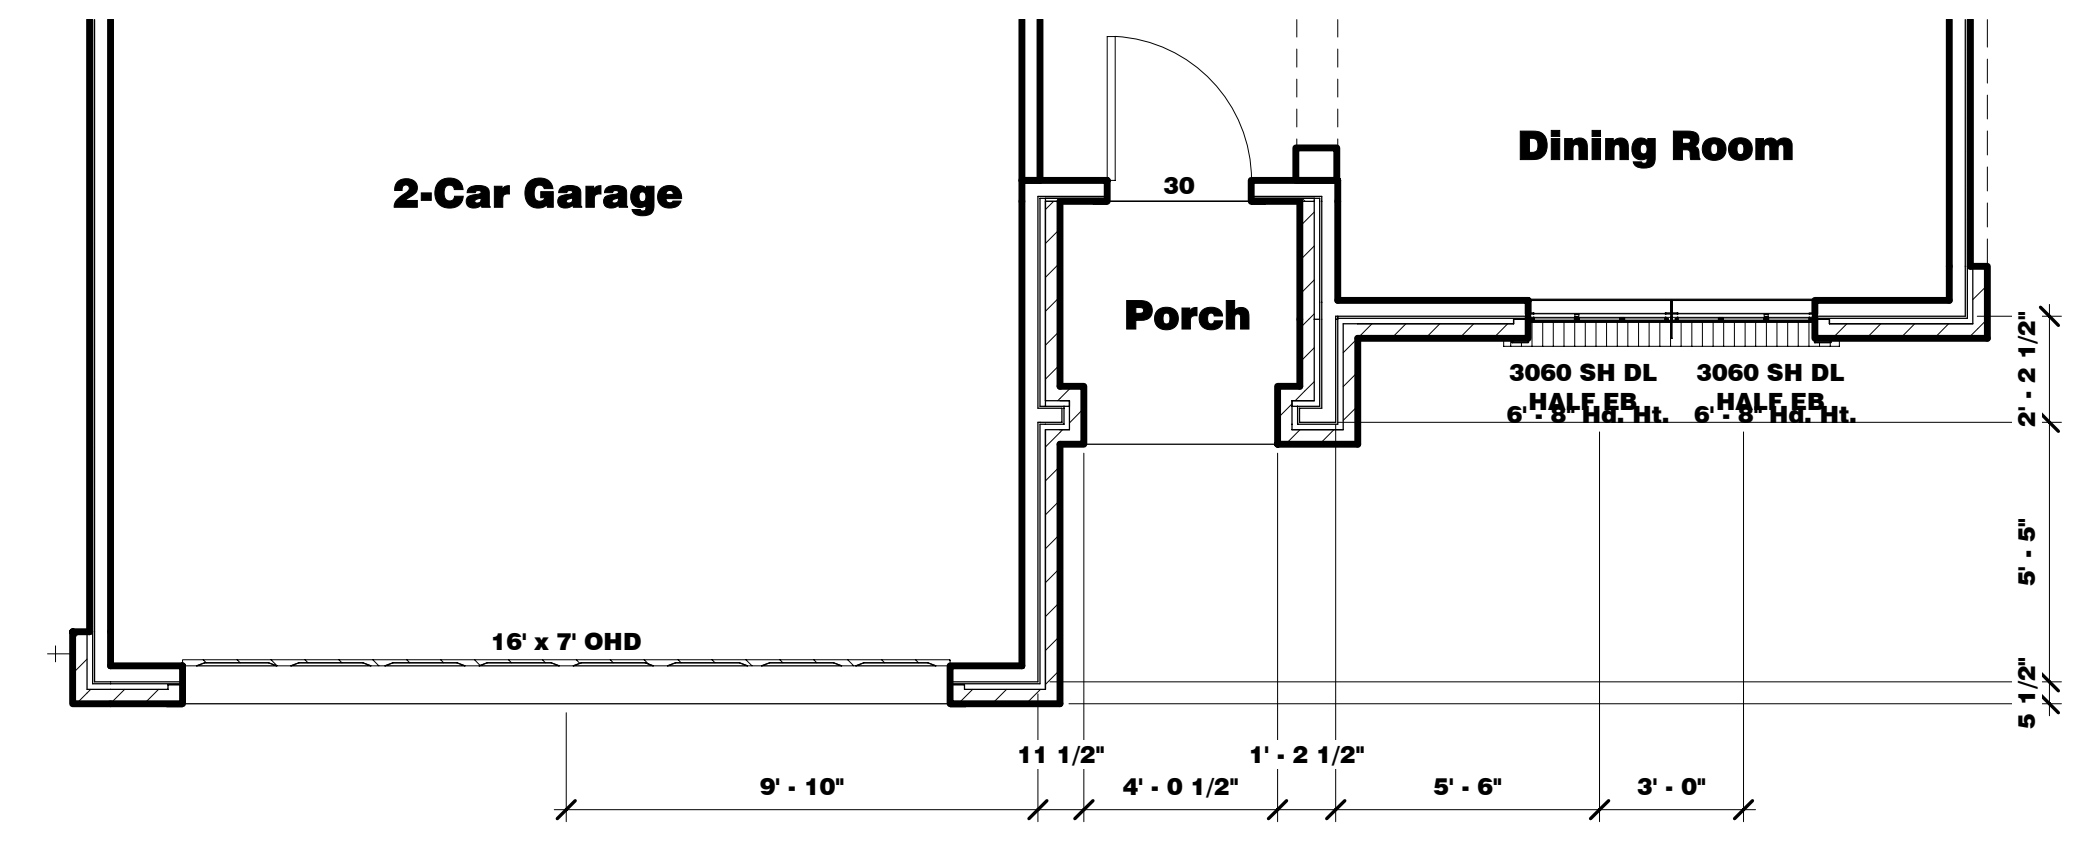 Dining Room
2-Car Garage
30
Porch
3060 SH DL
HALF EB
6' - 8" Hd. Ht.
3060 SH DL
HALF EB
6' - 8" Hd. Ht.
2' - 2 1/2"
5' - 5"
16' x 7' OHD
5 1/2"
11 1/2"
1' - 2 1/2"
9' - 10"
4' - 0 1/2"
5' - 6"
3' - 0"